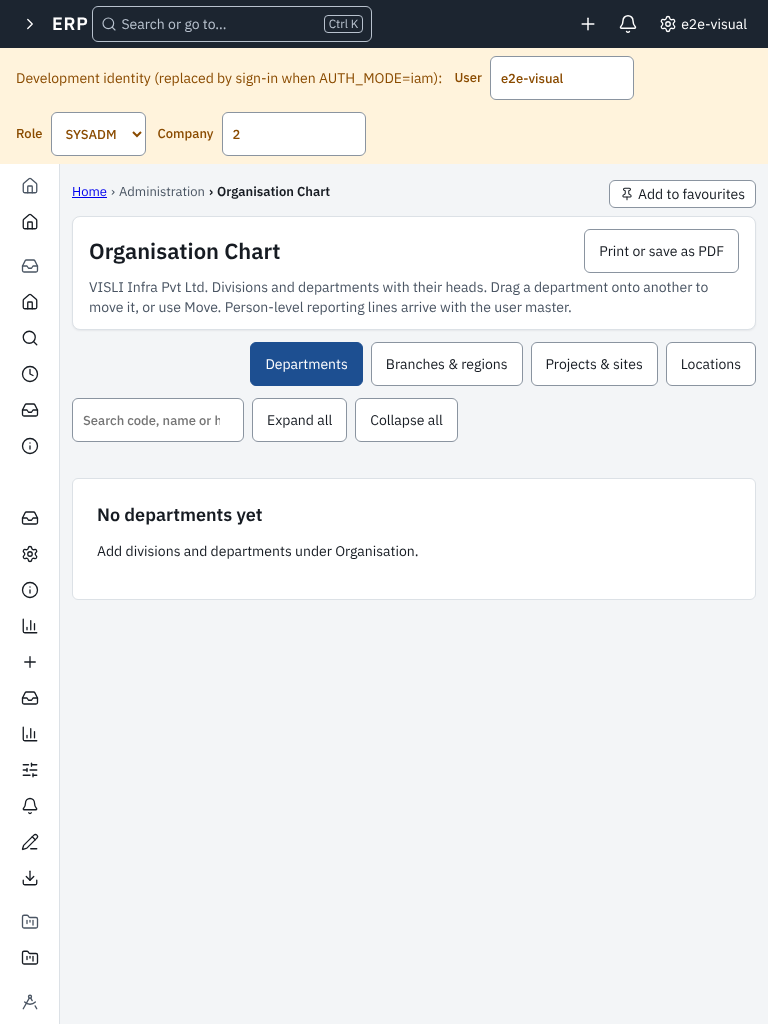 ERP
Search or go to...
Ctrl K
e2e-visual
Development identity (replaced by sign-in when AUTH_MODE=iam):
User
e2e-visual
Role
SYSADM
Company
2
Home › Administration › Organisation Chart
Add to favourites
Organisation Chart
Print or save as PDF
VISLI Infra Pvt Ltd. Divisions and departments with their heads. Drag a department onto another to
move it, or use Move. Person-level reporting lines arrive with the user master.
Departments
Branches & regions
Projects & sites
Locations
Search code, name or h
Expand all
Collapse all
No departments yet
Add divisions and departments under Organisation.